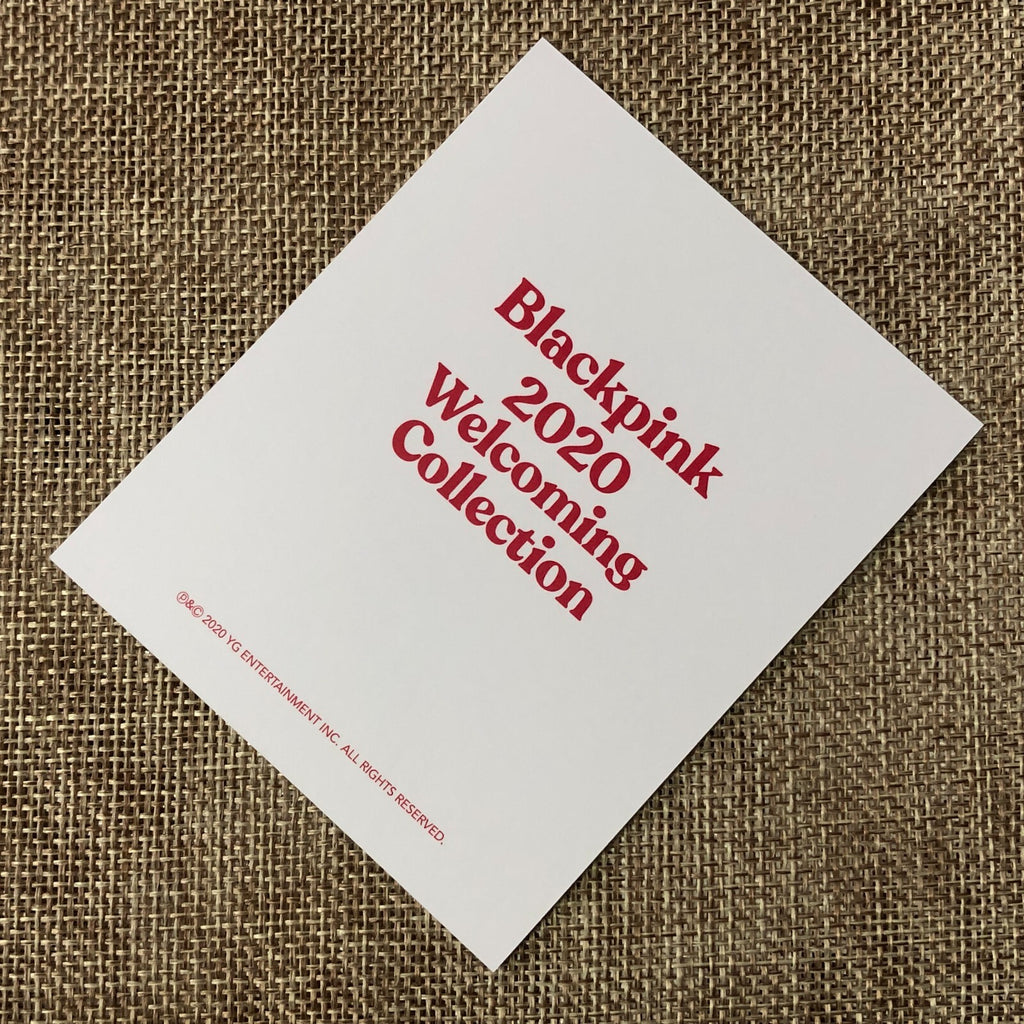 Blackpink
2020
Welcoming
Collection
℗&© 2020 YG ENTERTAINMENT INC. ALL RIGHTS RESERVED.